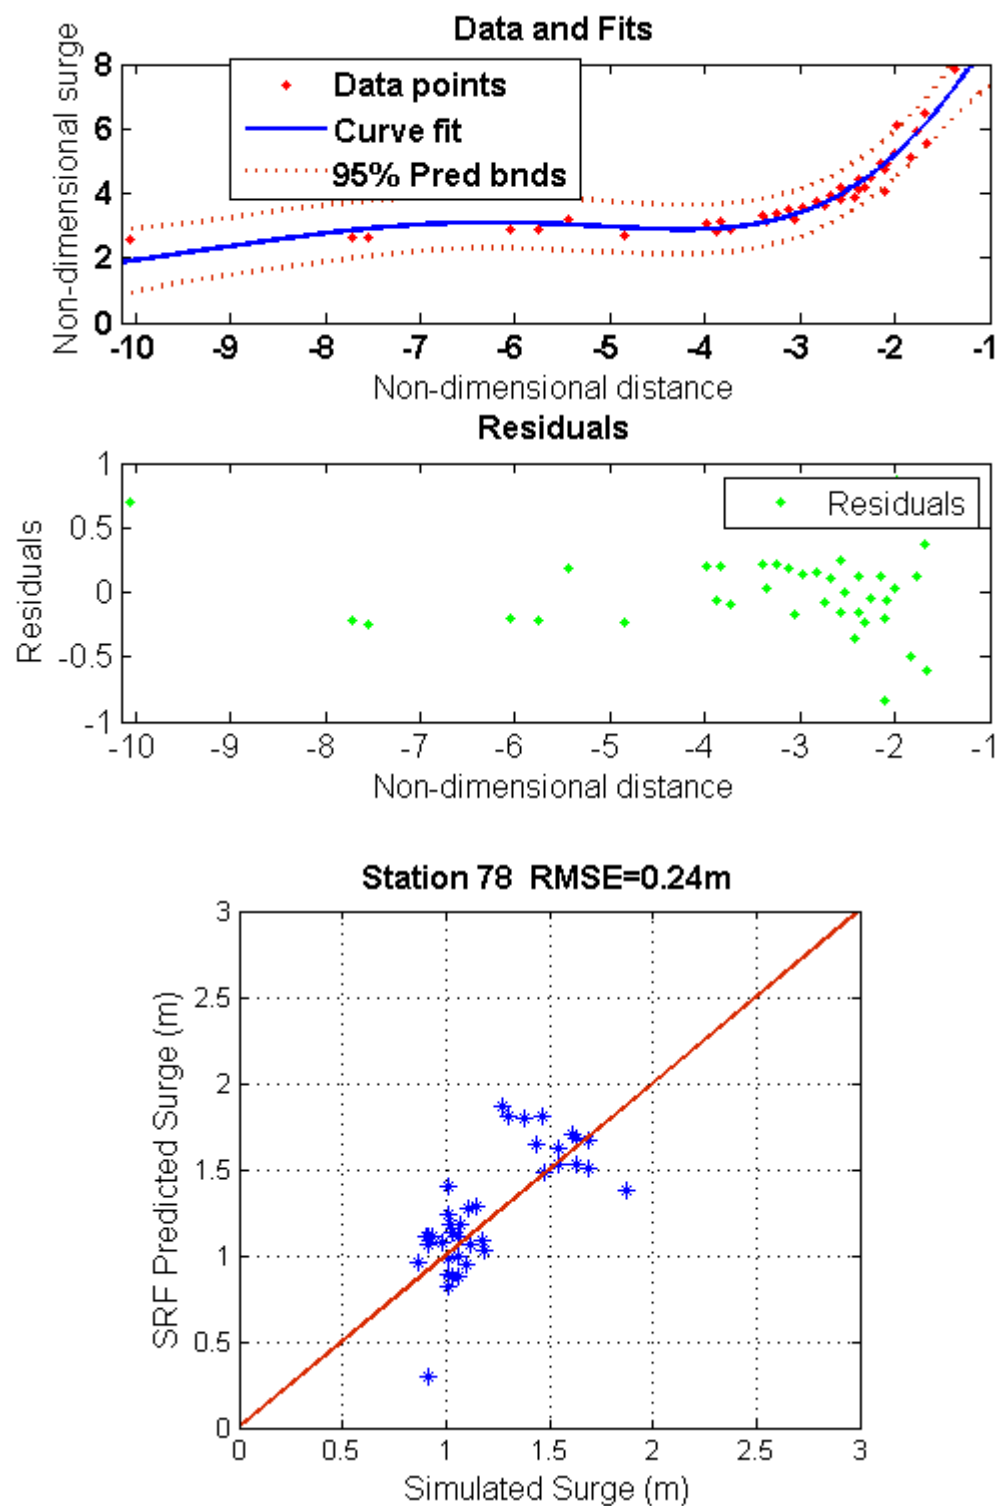 Data and Fits
Non-dimensional surge
8
6
4
2
0
Data points
Curve fit
95% Pred bnds
-10 -9 -8 -7 -6 -5 -4 -3 -2 -1
Non-dimensional distance
Residuals
Residuals
1
0.5
0
-0.5
-1
Residuals
-10 -9 -8 -7 -6 -5 -4 -3 -2 -1
Non-dimensional distance
Station 78 RMSE=0.24m
SRF Predicted Surge (m)
3
2.5
2
1.5
1
0.5
0
0 0.5 1 1.5 2 2.5 3
Simulated Surge (m)